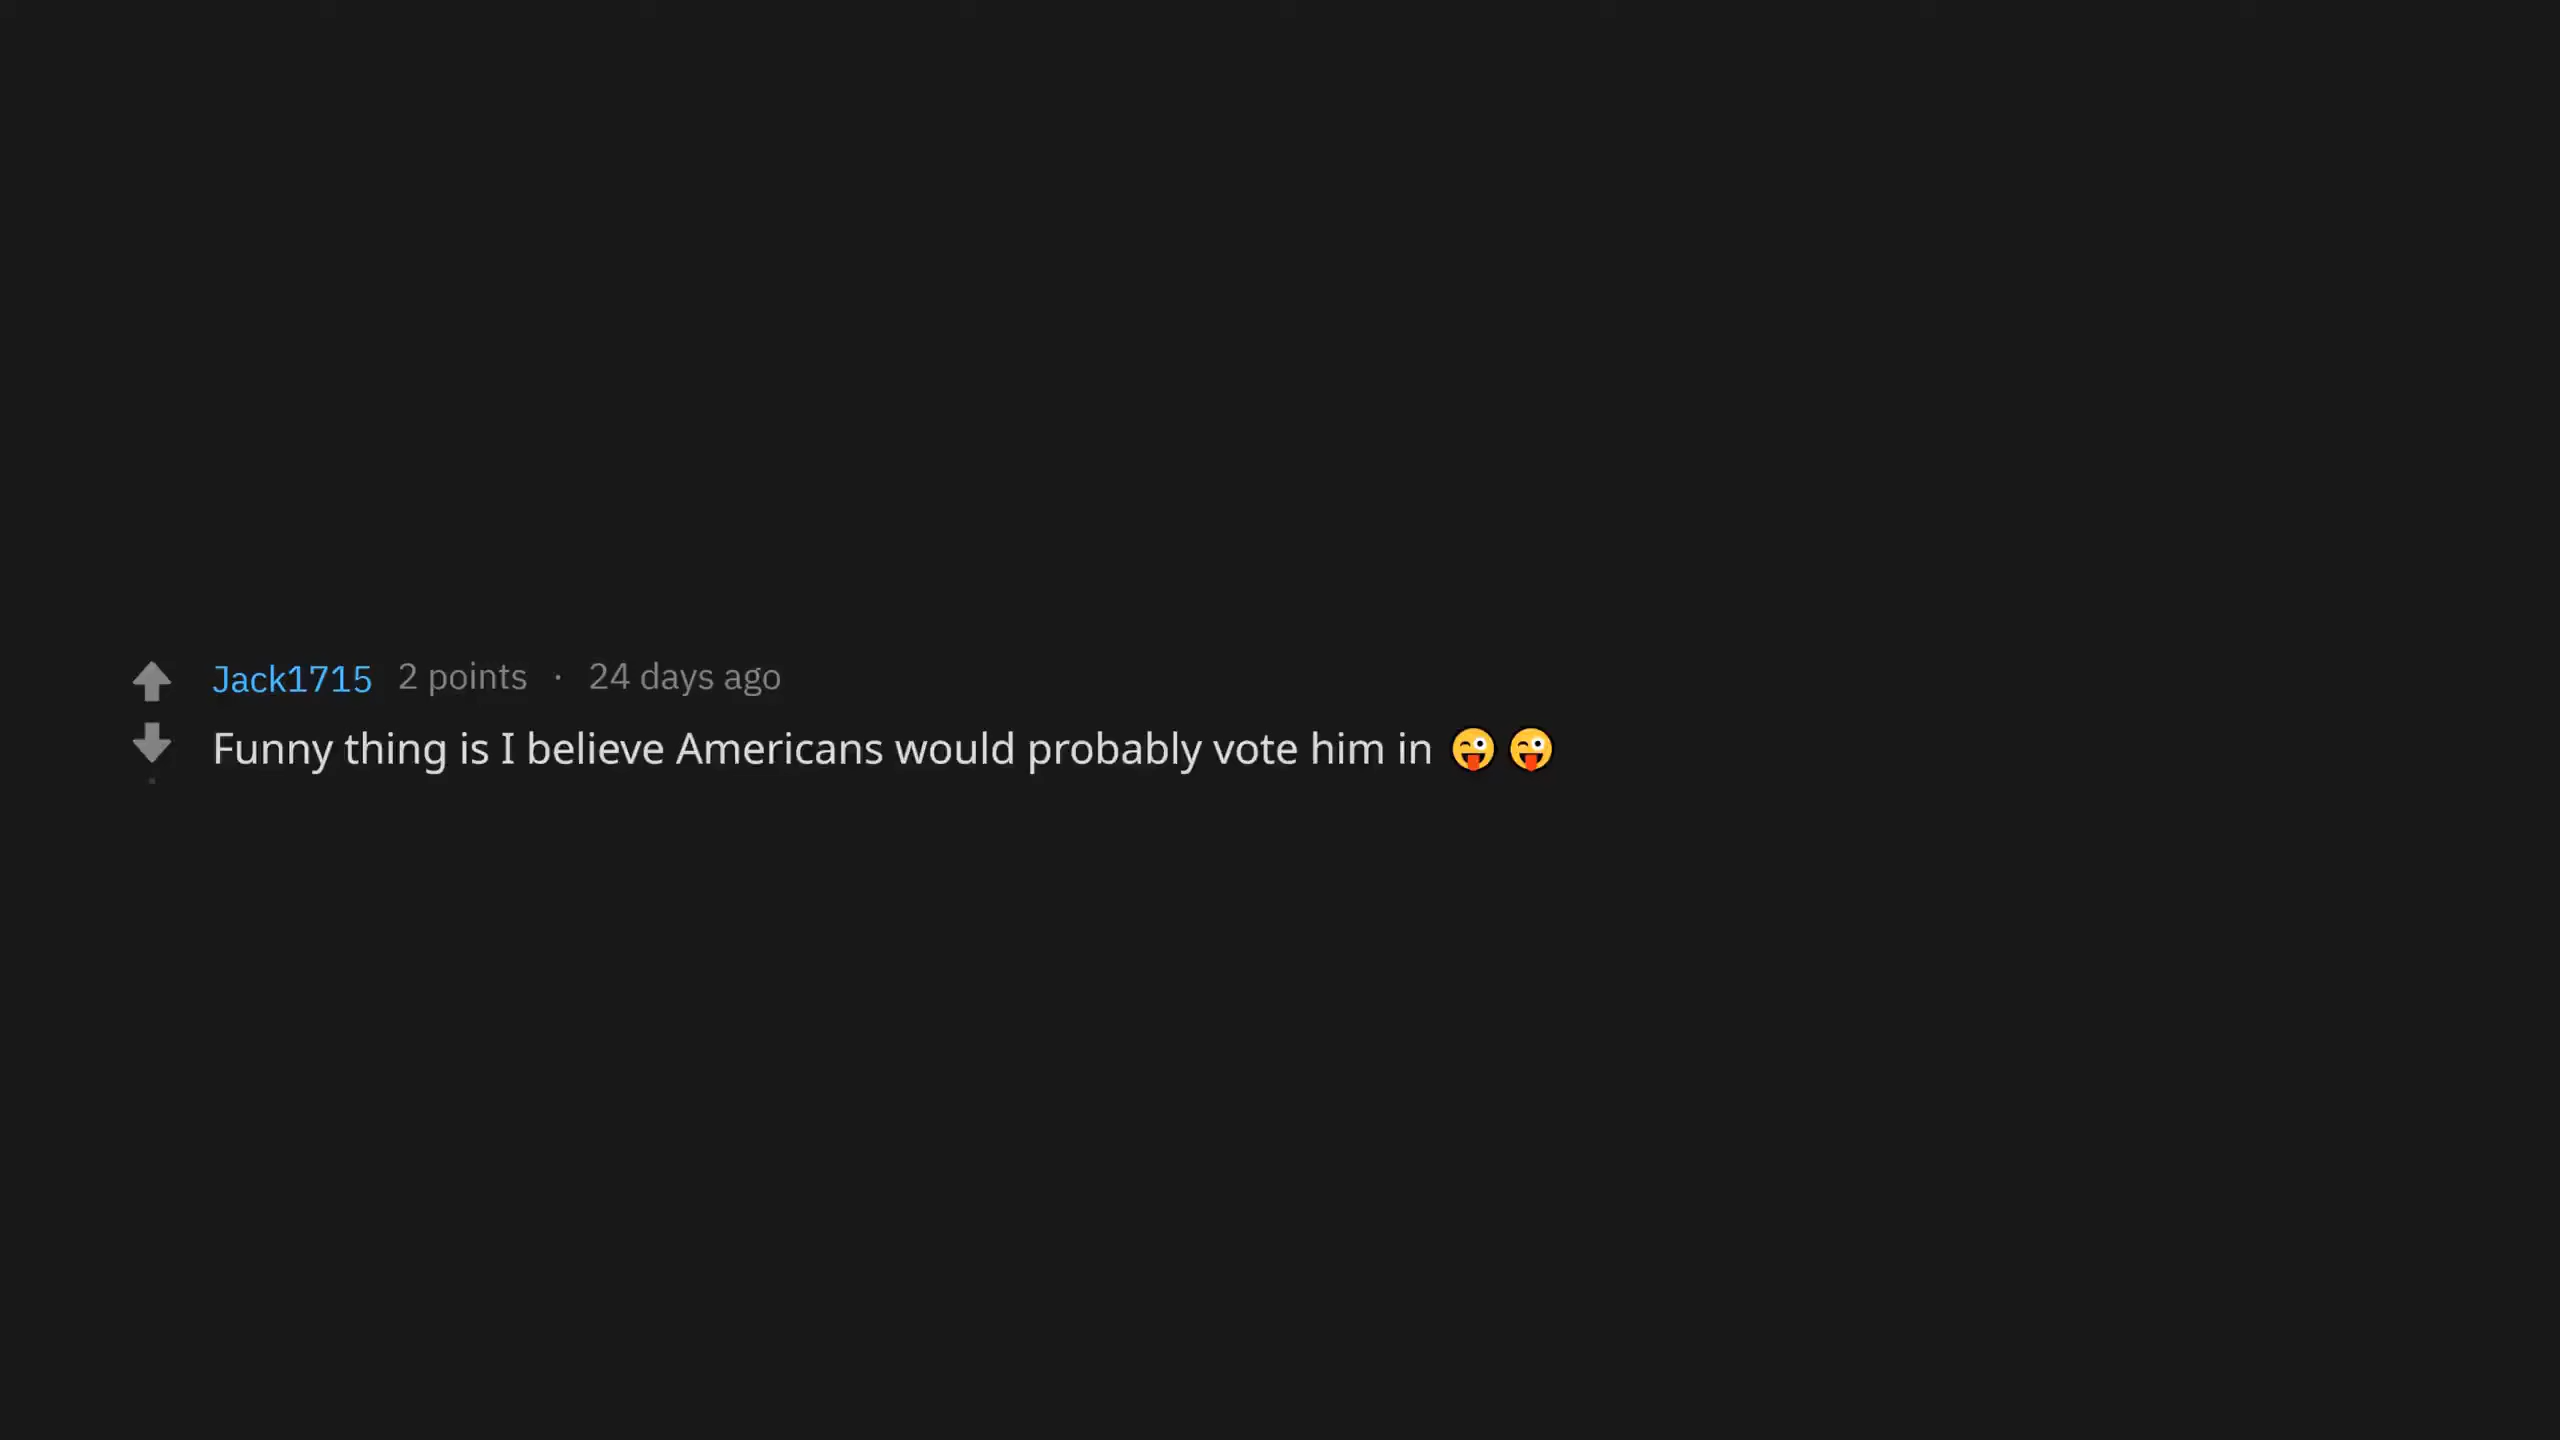 Jack1715 2 points · 24 days ago
Funny thing is I believe Americans would probably vote him in 😜😜